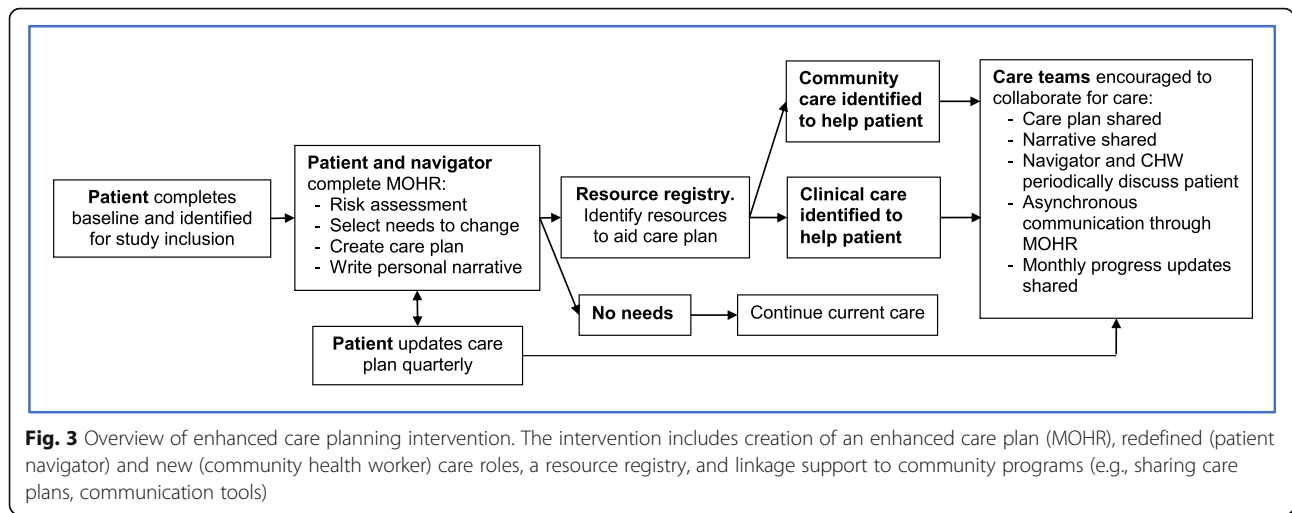 Patient completes
baseline and identified
for study inclusion
Patient and navigator
complete MOHR:
- Risk assessment
- Select needs to change
- Create care plan
- Write personal narrative
Patient updates care
plan quarterly
Resource registry.
Identify resources
to aid care plan
No needs
Continue current care
Community
care identified
to help patient
Clinical care
identified to
help patient
Care teams encouraged to
collaborate for care:
- Care plan shared
- Narrative shared
- Navigator and CHW
periodically discuss patient
- Asynchronous
communication through
MOHR
- Monthly progress updates
shared
Fig. 3 Overview of enhanced care planning intervention. The intervention includes creation of an enhanced care plan (MOHR), redefined (patient
navigator) and new (community health worker) care roles, a resource registry, and linkage support to community programs (e.g., sharing care
plans, communication tools)